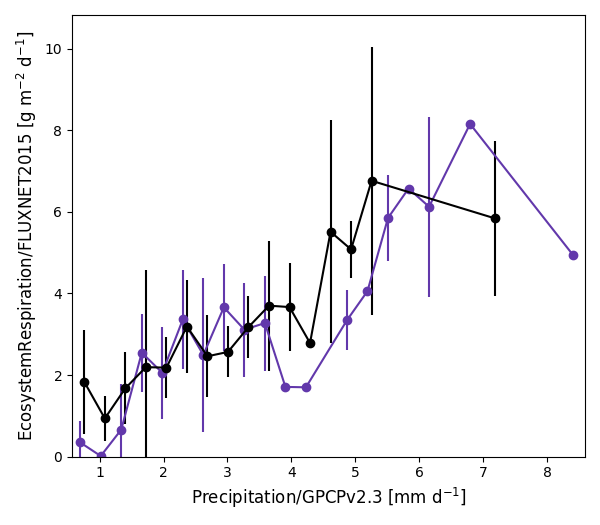 10
8
6
4
2
0
1 2 3 4 5 6 7 8
EcosystemRespiration/FLUXNET2015 [g m⁻² d⁻¹]
Precipitation/GPCPv2.3 [mm d⁻¹]